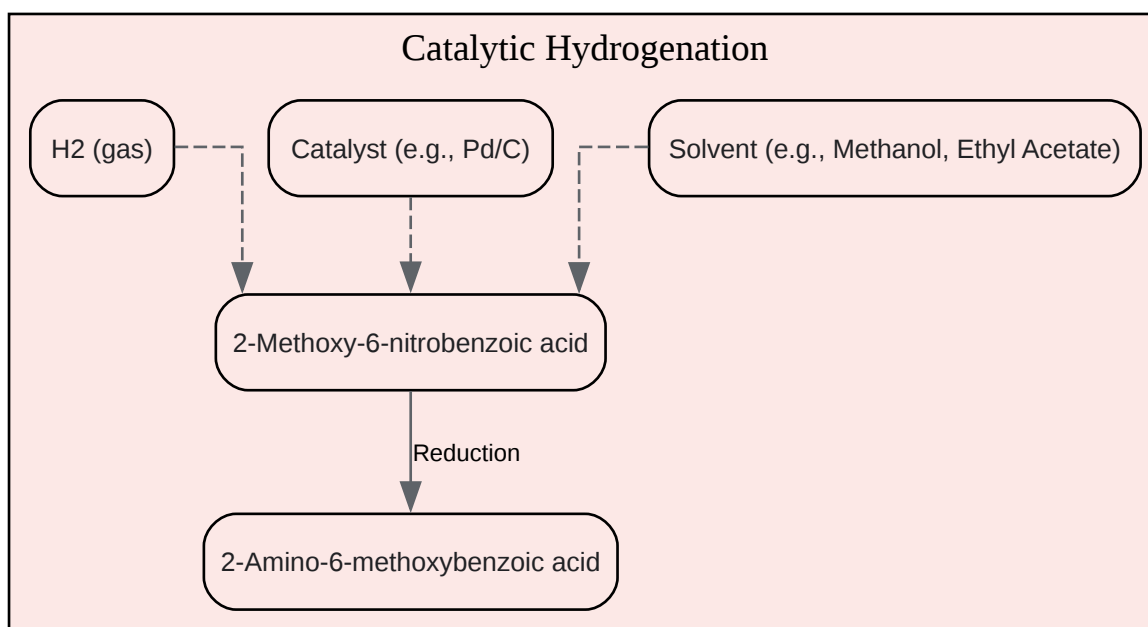 Catalytic Hydrogenation
H2 (gas)
Catalyst (e.g., Pd/C)
Solvent (e.g., Methanol, Ethyl Acetate)
2-Methoxy-6-nitrobenzoic acid
Reduction
2-Amino-6-methoxybenzoic acid